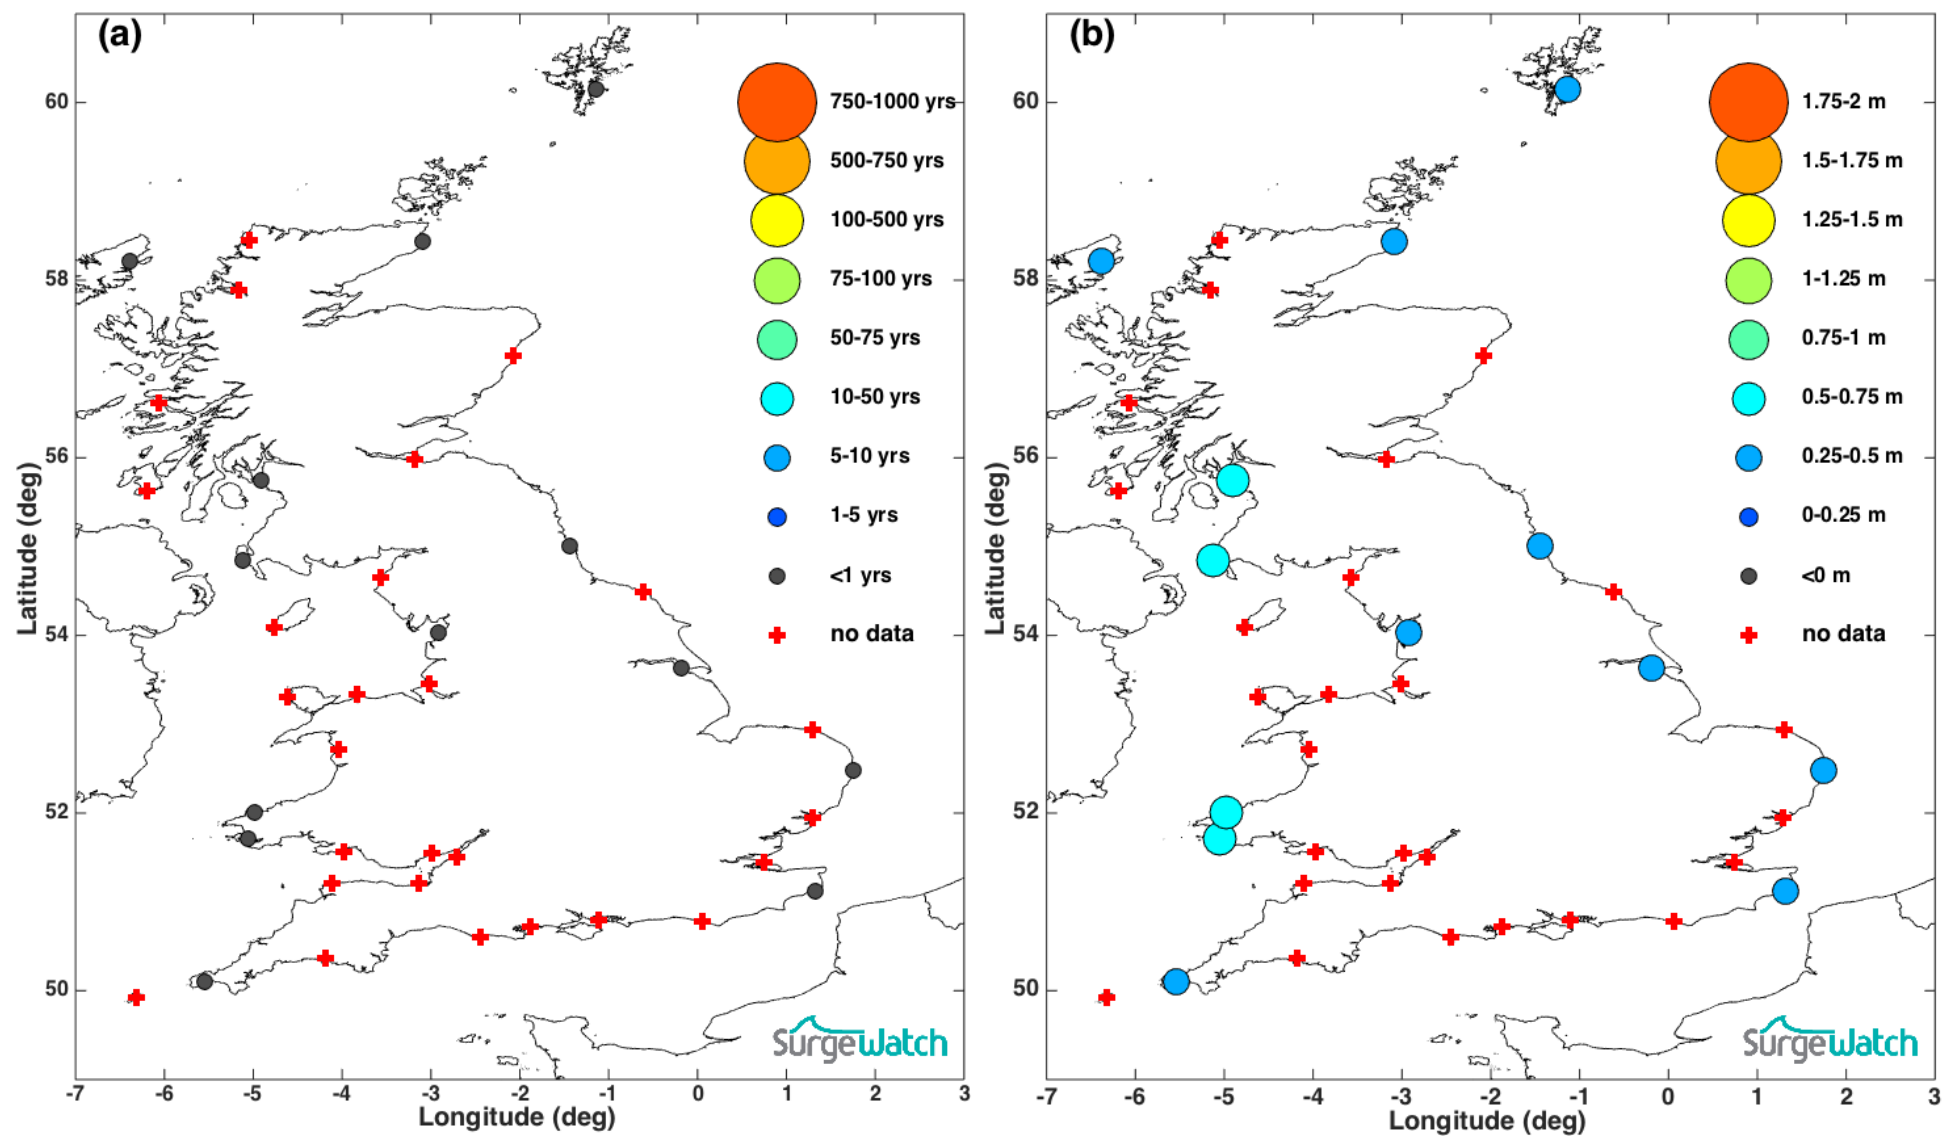 (a)
750-1000 yrs
500-750 yrs
100-500 yrs
75-100 yrs
50-75 yrs
10-50 yrs
5-10 yrs
1-5 yrs
<1 yrs
no data
60
58
56
54
52
50
Latitude (deg)
-7 -6 -5 -4 -3 -2 -1 0 1 2 3
Longitude (deg)
SurgeWatch
(b)
1.75-2 m
1.5-1.75 m
1.25-1.5 m
1-1.25 m
0.75-1 m
0.5-0.75 m
0.25-0.5 m
0-0.25 m
<0 m
no data
60
58
56
54
52
50
Latitude (deg)
-7 -6 -5 -4 -3 -2 -1 0 1 2 3
Longitude (deg)
SurgeWatch